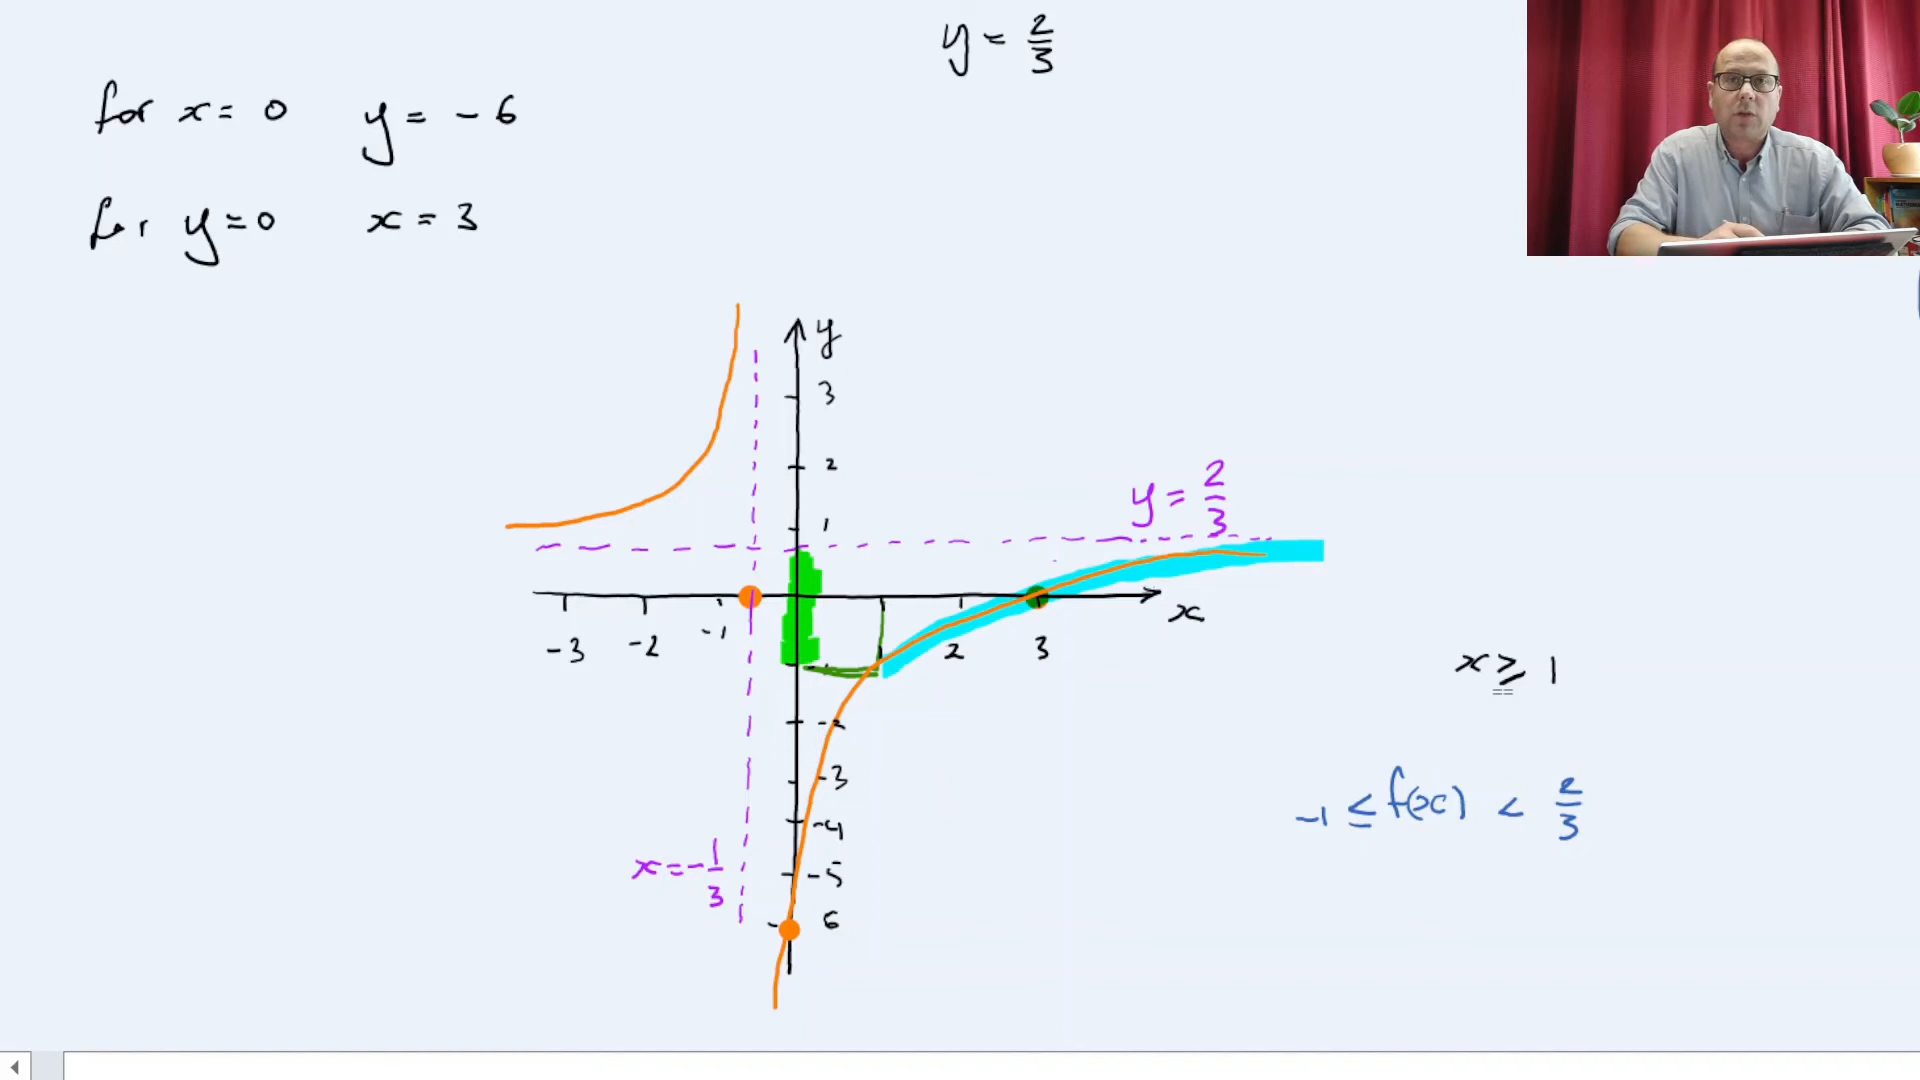 y = 2/3
for x = 0 y = -6
for y = 0 x = 3
y
3
2
y = 2/3
1
x
-3 -2 -1 2 3
x ≥ 1
-2
-3
-1 ≤ f(x) < 2/3
-4
x = -1/3
-5
- 6